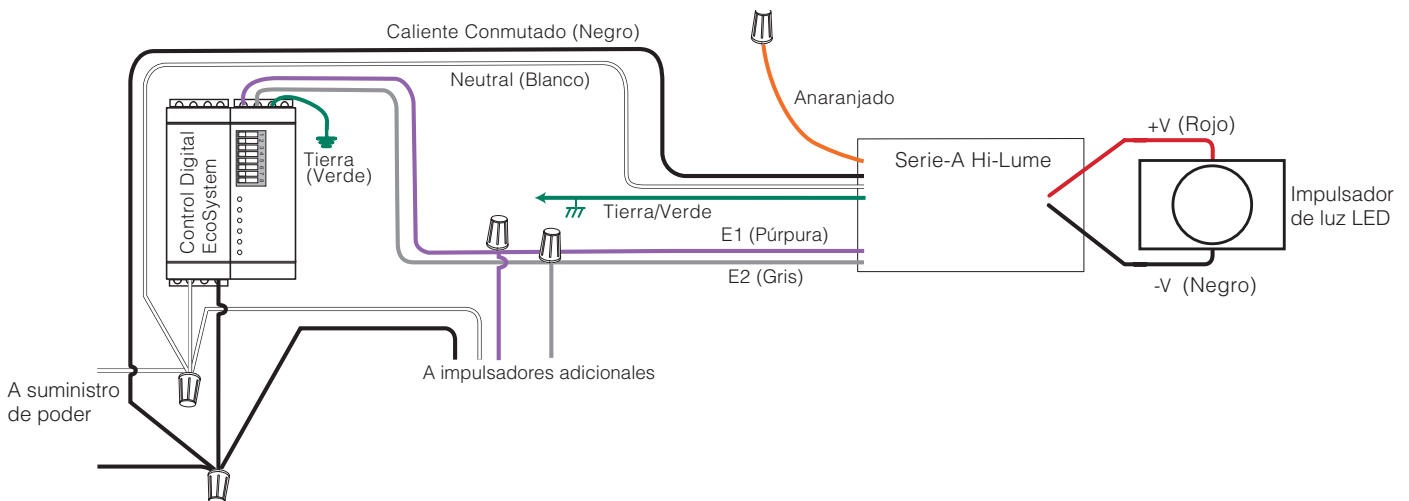 Caliente Conmutado (Negro)
Neutral (Blanco)
Anaranjado
Control Digital
EcoSystem
Tierra
(Verde)
Serie-A Hi-Lume
+V (Rojo)
Impulsador
de luz LED
-V (Negro)
Tierra/Verde
E1 (Púrpura)
E2 (Gris)
A impulsadores adicionales
A suministro
de poder